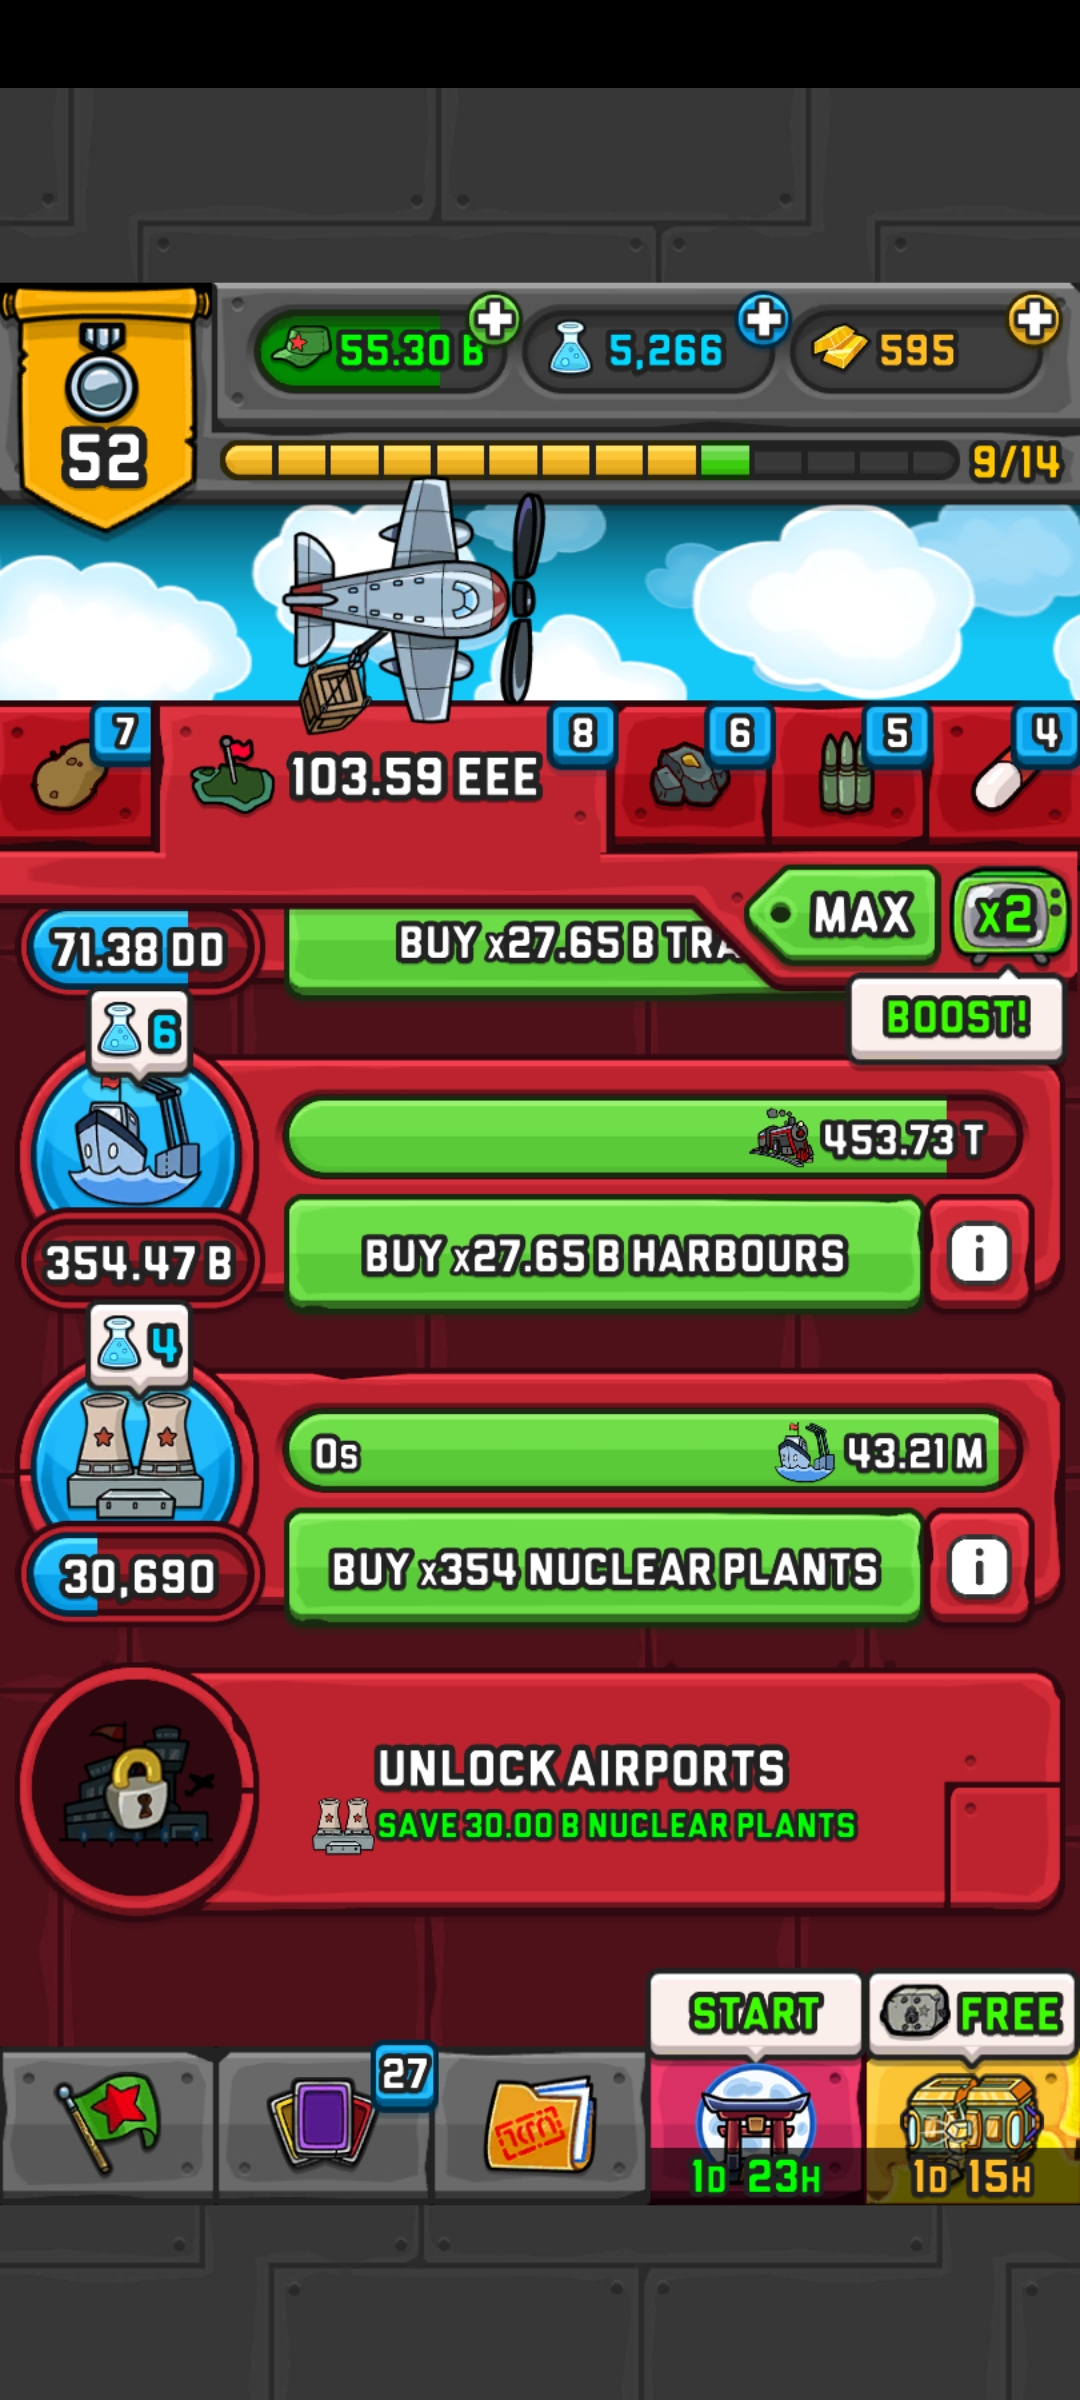 55.30 B
5,266
595
52
9/14
7
103.59 EEE
8
6
5
4
MAX
x2
71.38 DD
BUY x27.65 B
BOOST!
6
453.73 T
354.47 B
BUY x27.65 B HARBOURS
i
4
0s
43.21 M
30,690
BUY x354 NUCLEAR PLANTS
i
UNLOCK AIRPORTS
SAVE 30.00 B NUCLEAR PLANTS
START
FREE
27
1D 23H
1D 15H